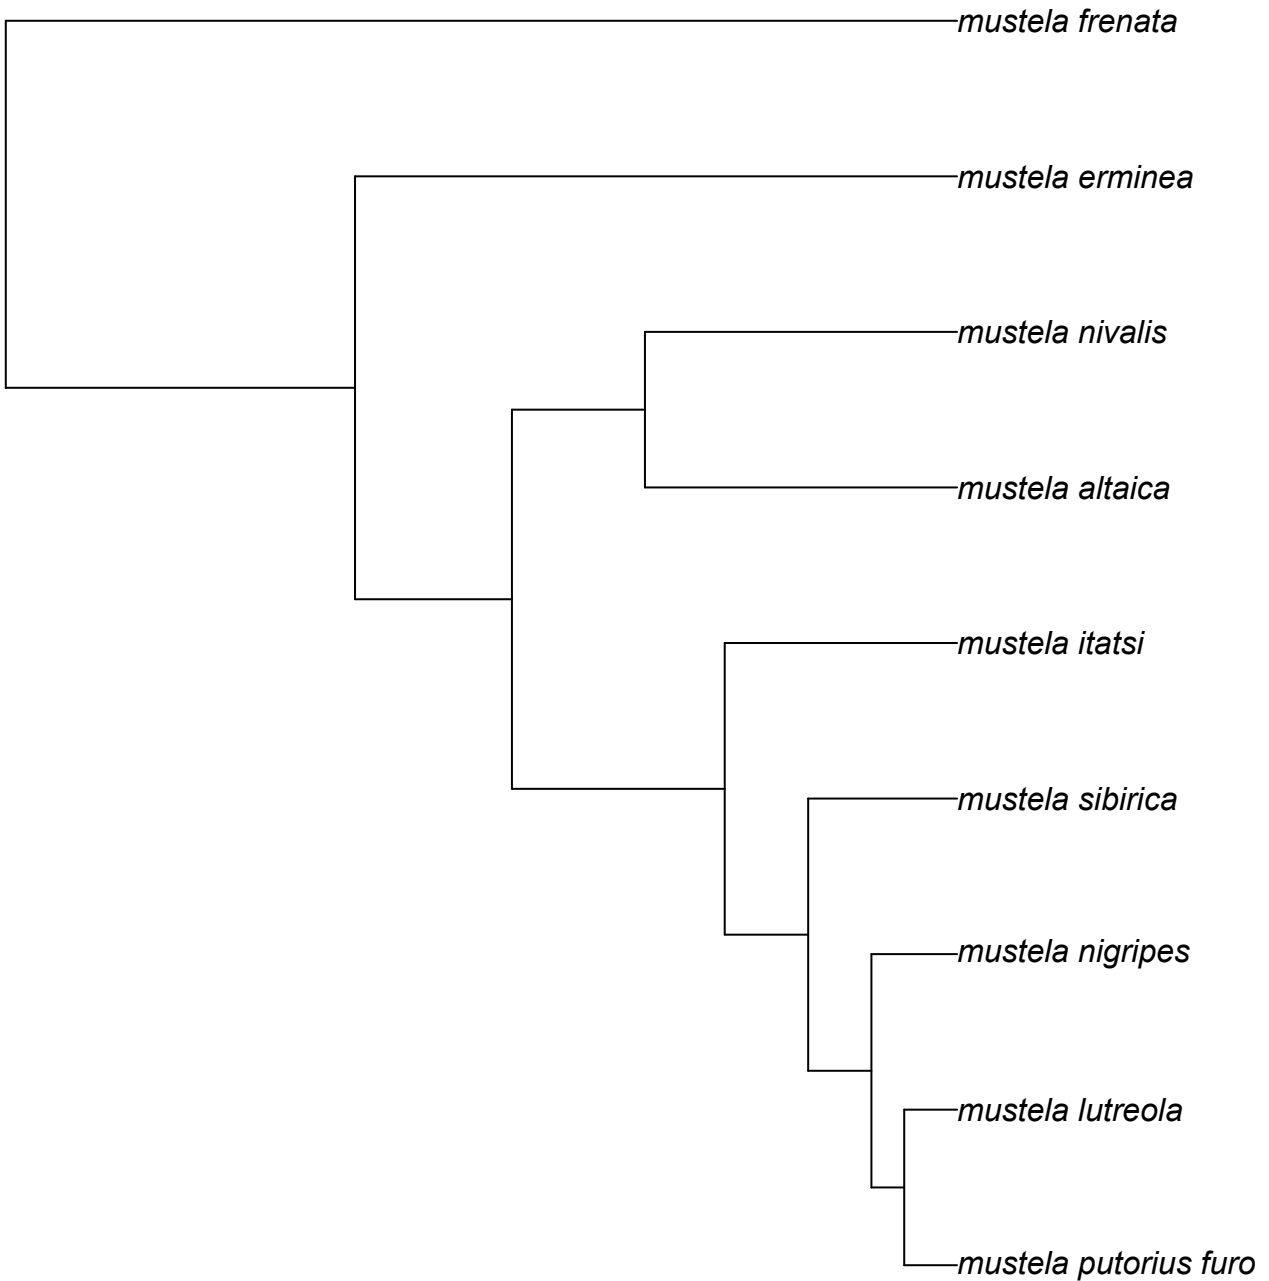 mustela frenata
mustela erminea
mustela nivalis
mustela altaica
mustela itatsi
mustela sibirica
mustela nigripes
mustela lutreola
mustela putorius furo